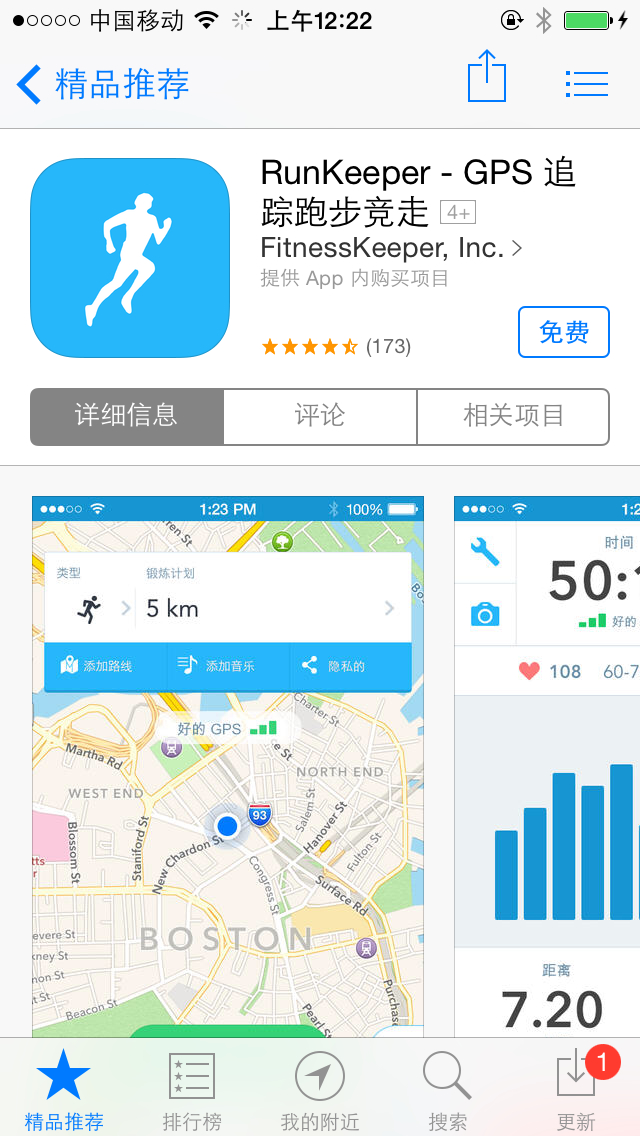 中国移动 上午12:22
精品推荐
RunKeeper - GPS 追
踪跑步竞走 4+
FitnessKeeper, Inc.
提供 App 内购买项目
(173)
免费
详细信息 评论 相关项目
1:23 PM 100%
类型 锻炼计划
5 km
添加路线 添加音乐 隐私的
好的 GPS
Charter St
Martha Rd
NORTH END
WEST END
Salem St
Hanover St
93
Blossom St
Staniford St
New Chardon St
Fulton St
Congress St
Surface Rd
BOSTON
Beacon St
Pearl St
Purchase
时间
50:
好的
108 60-7
距离
7.20
精品推荐 排行榜 我的附近 搜索 更新
1